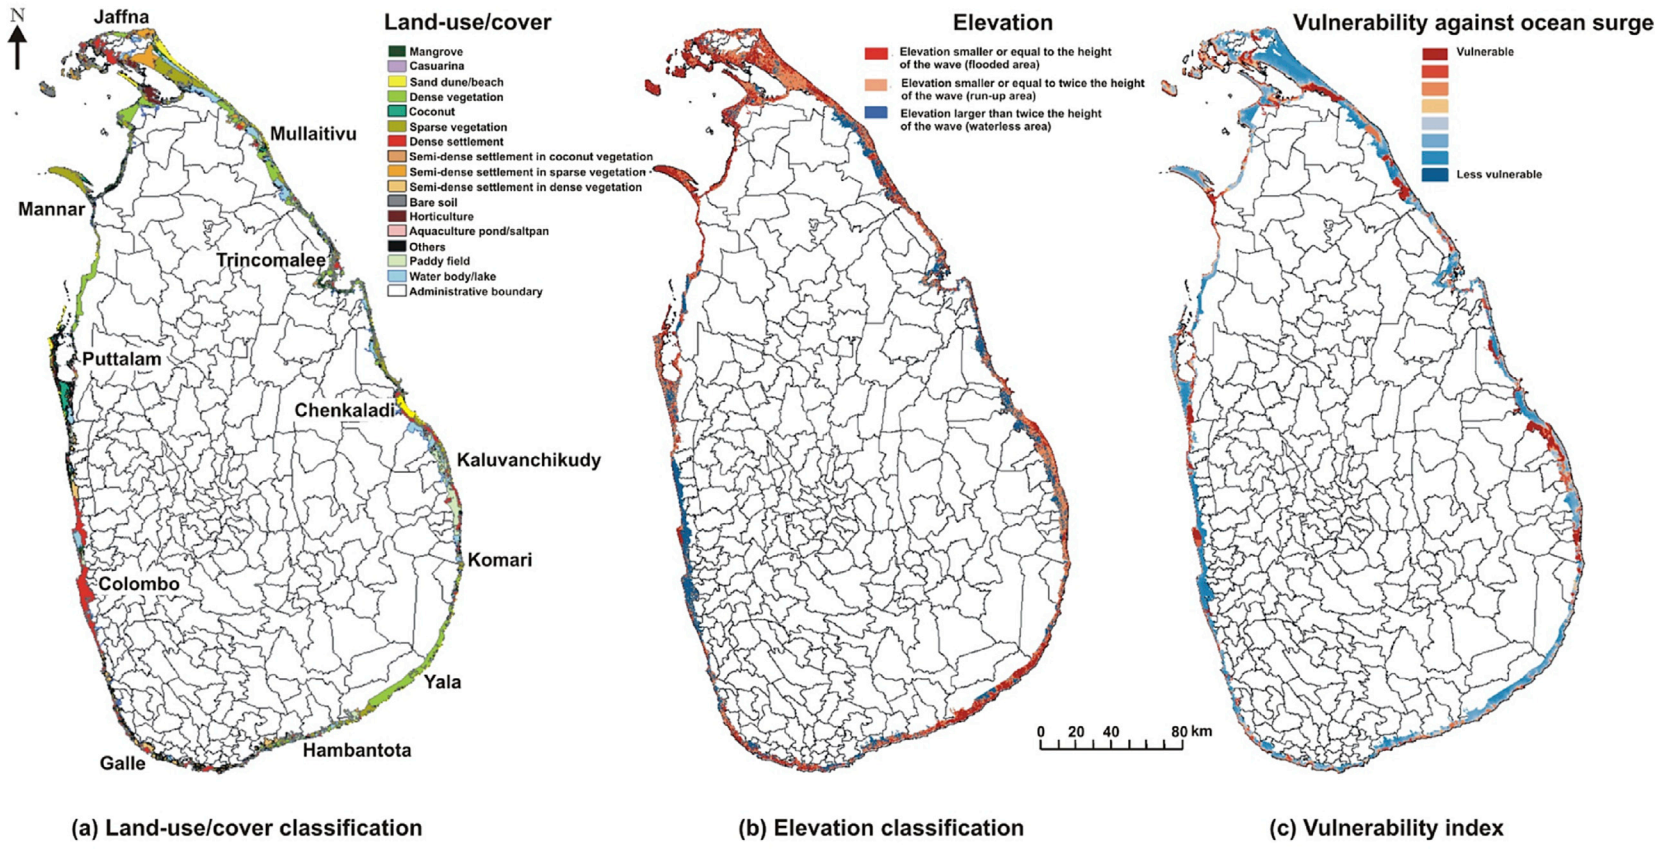 N
Jaffna
Mullaitivu
Mannar
Trincomalee
Puttalam
Chenkaladi
Kaluvanchikudy
Komari
Colombo
Yala
Hambantota
Galle
Land-use/cover
Mangrove
Casuarina
Sand dune/beach
Dense vegetation
Coconut
Sparse vegetation
Dense settlement
Semi-dense settlement in coconut vegetation
Semi-dense settlement in sparse vegetation
Semi-dense settlement in dense vegetation
Bare soil
Horticulture
Aquaculture pond/saltpan
Others
Paddy field
Water body/lake
Administrative boundary
Elevation
Elevation smaller or equal to the height
of the wave (flooded area)
Elevation smaller or equal to twice the height
of the wave (run-up area)
Elevation larger than twice the height
of the wave (waterless area)
0 20 40 80 km
Vulnerability against ocean surge
Vulnerable
Less vulnerable
(a) Land-use/cover classification
(b) Elevation classification
(c) Vulnerability index